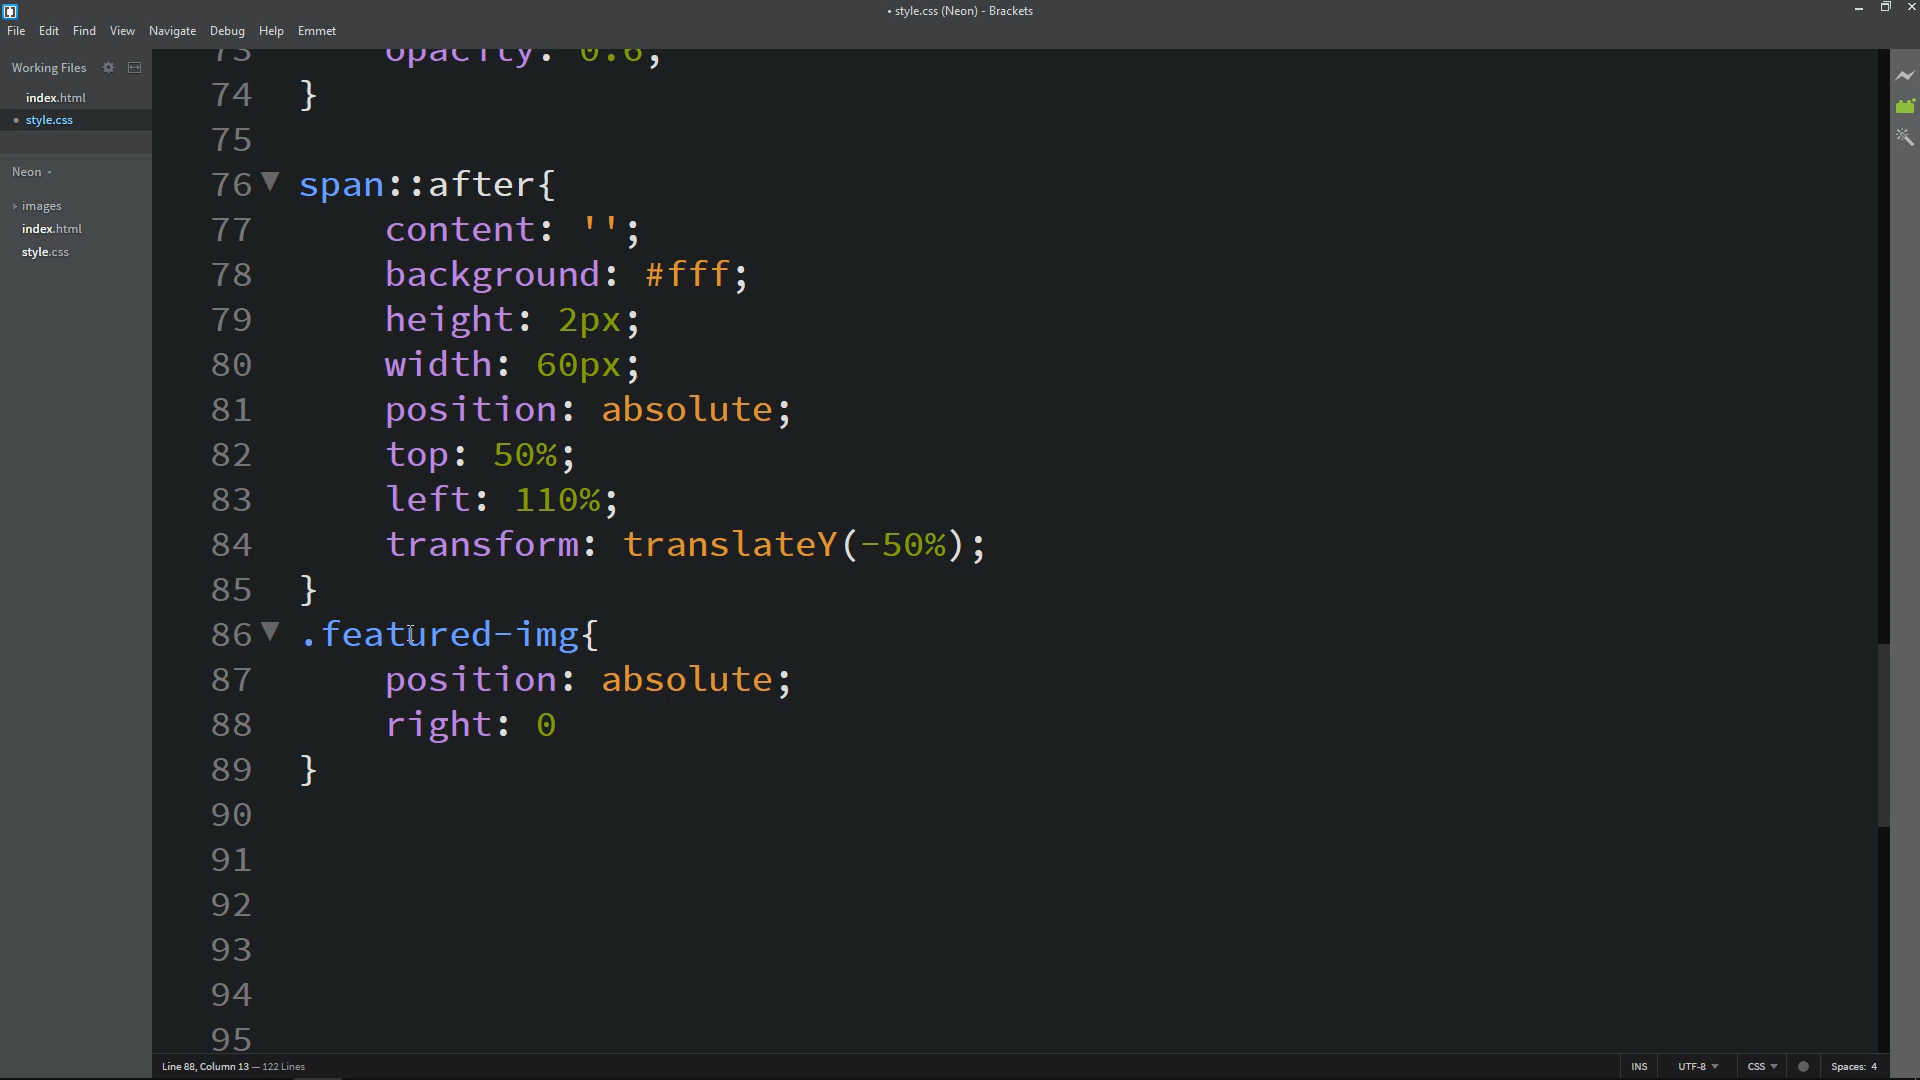 • style.css (Neon) - Brackets
File Edit Find View Navigate Debug Help Emmet
Working Files
index.html
• style.css
Neon
images
index.html
style.css
73 opacity: 0.6;
74 }
75
76 span::after{
77 content: '';
78 background: #fff;
79 height: 2px;
80 width: 60px;
81 position: absolute;
82 top: 50%;
83 left: 110%;
84 transform: translateY(-50%);
85 }
86 .featured-img{
87 position: absolute;
88 right: 0
89 }
90
91
92
93
94
95
Line 88, Column 13 — 122 Lines
INS UTF-8 CSS Spaces: 4